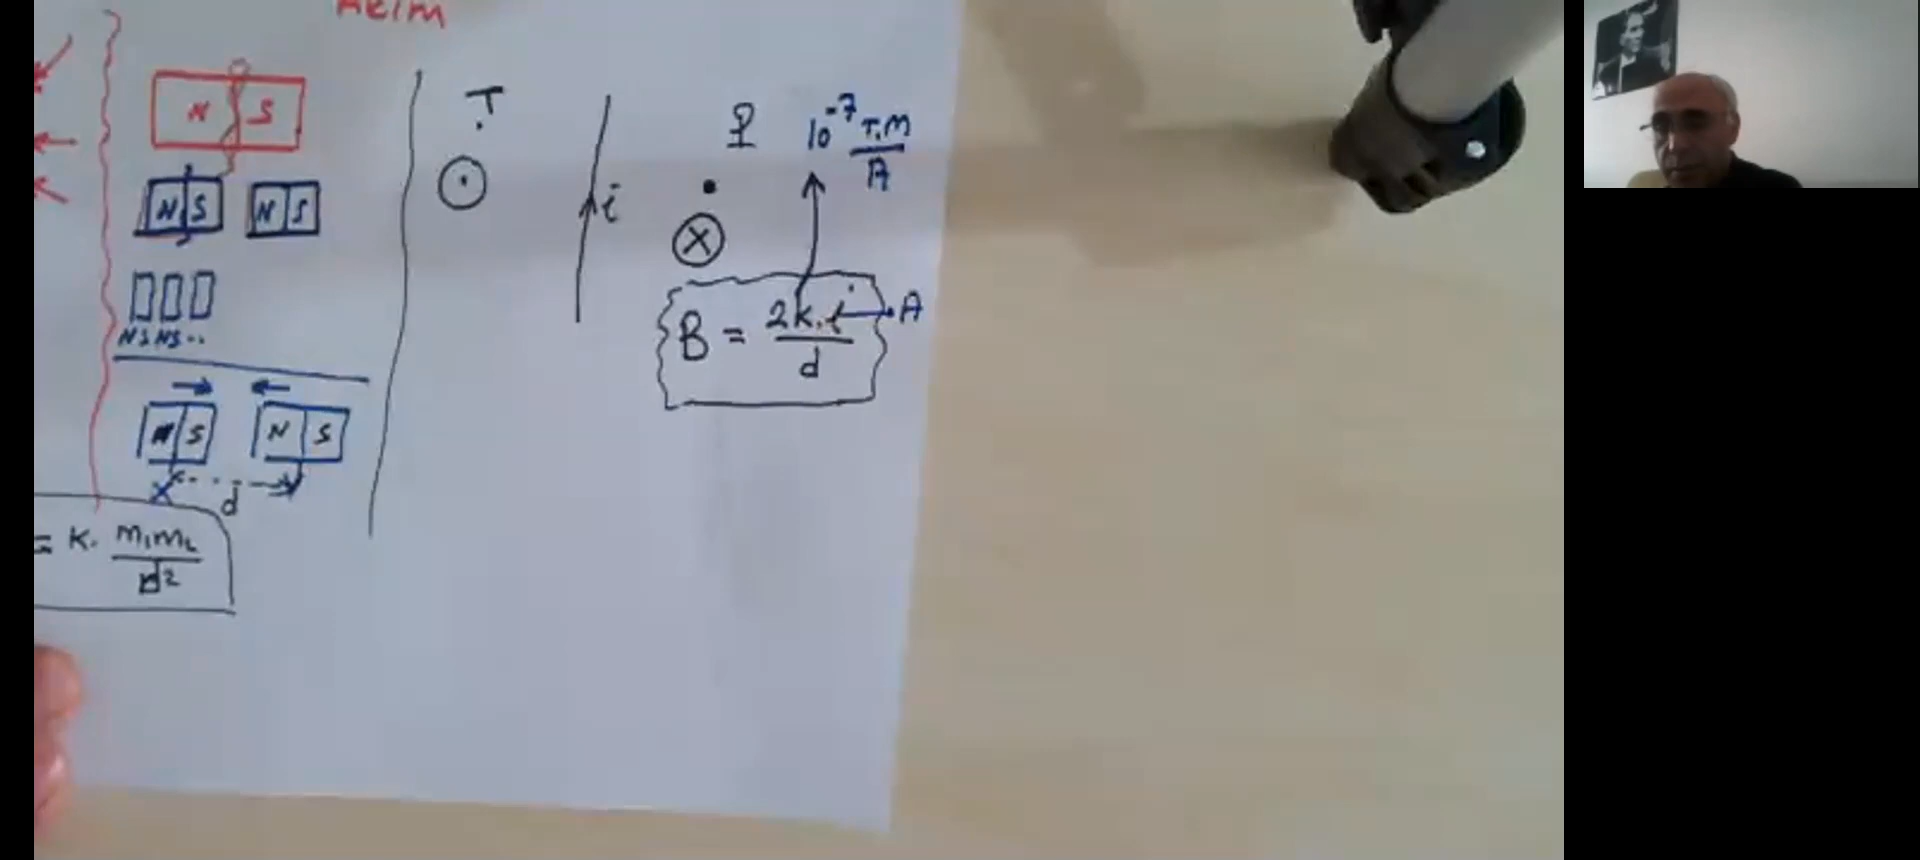 N S
N S N S
NSNS..
N S N S
d
= k. m₁m₂ / d²
T
i
P
10⁻⁷ T.m / A
B = 2k.i / d
A